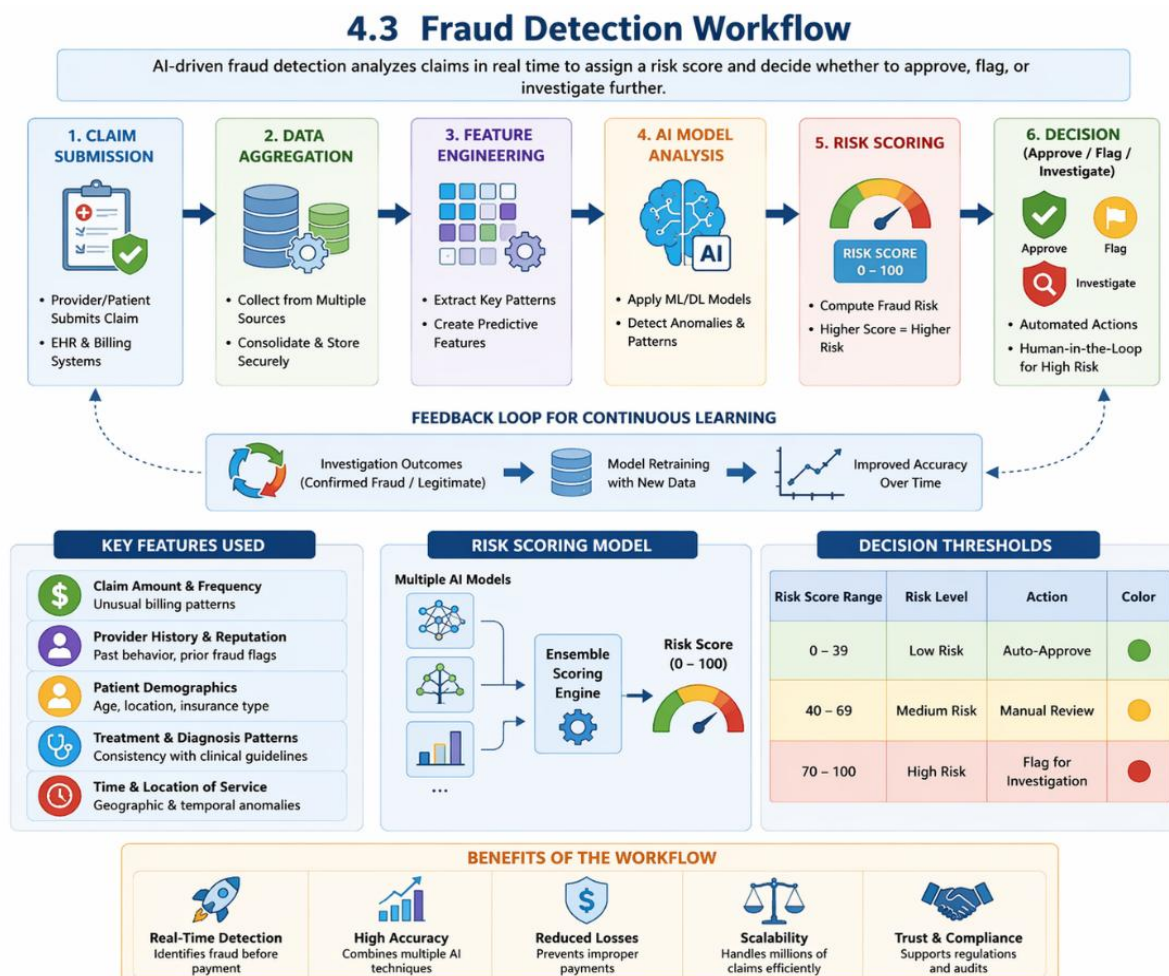 4.3 Fraud Detection Workflow
AI-driven fraud detection analyzes claims in real time to assign a risk score and decide whether to approve, flag, or
investigate further.
1. CLAIM
SUBMISSION
• Provider/Patient
Submits Claim
• EHR & Billing
Systems
2. DATA
AGGREGATION
• Collect from Multiple
Sources
• Consolidate & Store
Securely
3. FEATURE
ENGINEERING
• Extract Key Patterns
• Create Predictive
Features
4. AI MODEL
ANALYSIS
AI
• Apply ML/DL Models
• Detect Anomalies &
Patterns
5. RISK SCORING
RISK SCORE
0 – 100
• Compute Fraud Risk
• Higher Score = Higher
Risk
6. DECISION
(Approve / Flag /
Investigate)
Approve
Flag
Investigate
• Automated Actions
• Human-in-the-Loop
for High Risk
FEEDBACK LOOP FOR CONTINUOUS LEARNING
Investigation Outcomes
(Confirmed Fraud / Legitimate)
Model Retraining
with New Data
Improved Accuracy
Over Time
KEY FEATURES USED
$
Claim Amount & Frequency
Unusual billing patterns
Provider History & Reputation
Past behavior, prior fraud flags
Patient Demographics
Age, location, insurance type
Treatment & Diagnosis Patterns
Consistency with clinical guidelines
Time & Location of Service
Geographic & temporal anomalies
RISK SCORING MODEL
Multiple AI Models
...
Ensemble
Scoring
Engine
Risk Score
(0 – 100)
DECISION THRESHOLDS
Risk Score Range Risk Level Action Color
0 – 39 Low Risk Auto-Approve
40 – 69 Medium Risk Manual Review
70 – 100 High Risk Flag for
Investigation
BENEFITS OF THE WORKFLOW
Real-Time Detection
Identifies fraud before
payment
High Accuracy
Combines multiple AI
techniques
$
Reduced Losses
Prevents improper
payments
Scalability
Handles millions of
claims efficiently
Trust & Compliance
Supports regulations
and audits